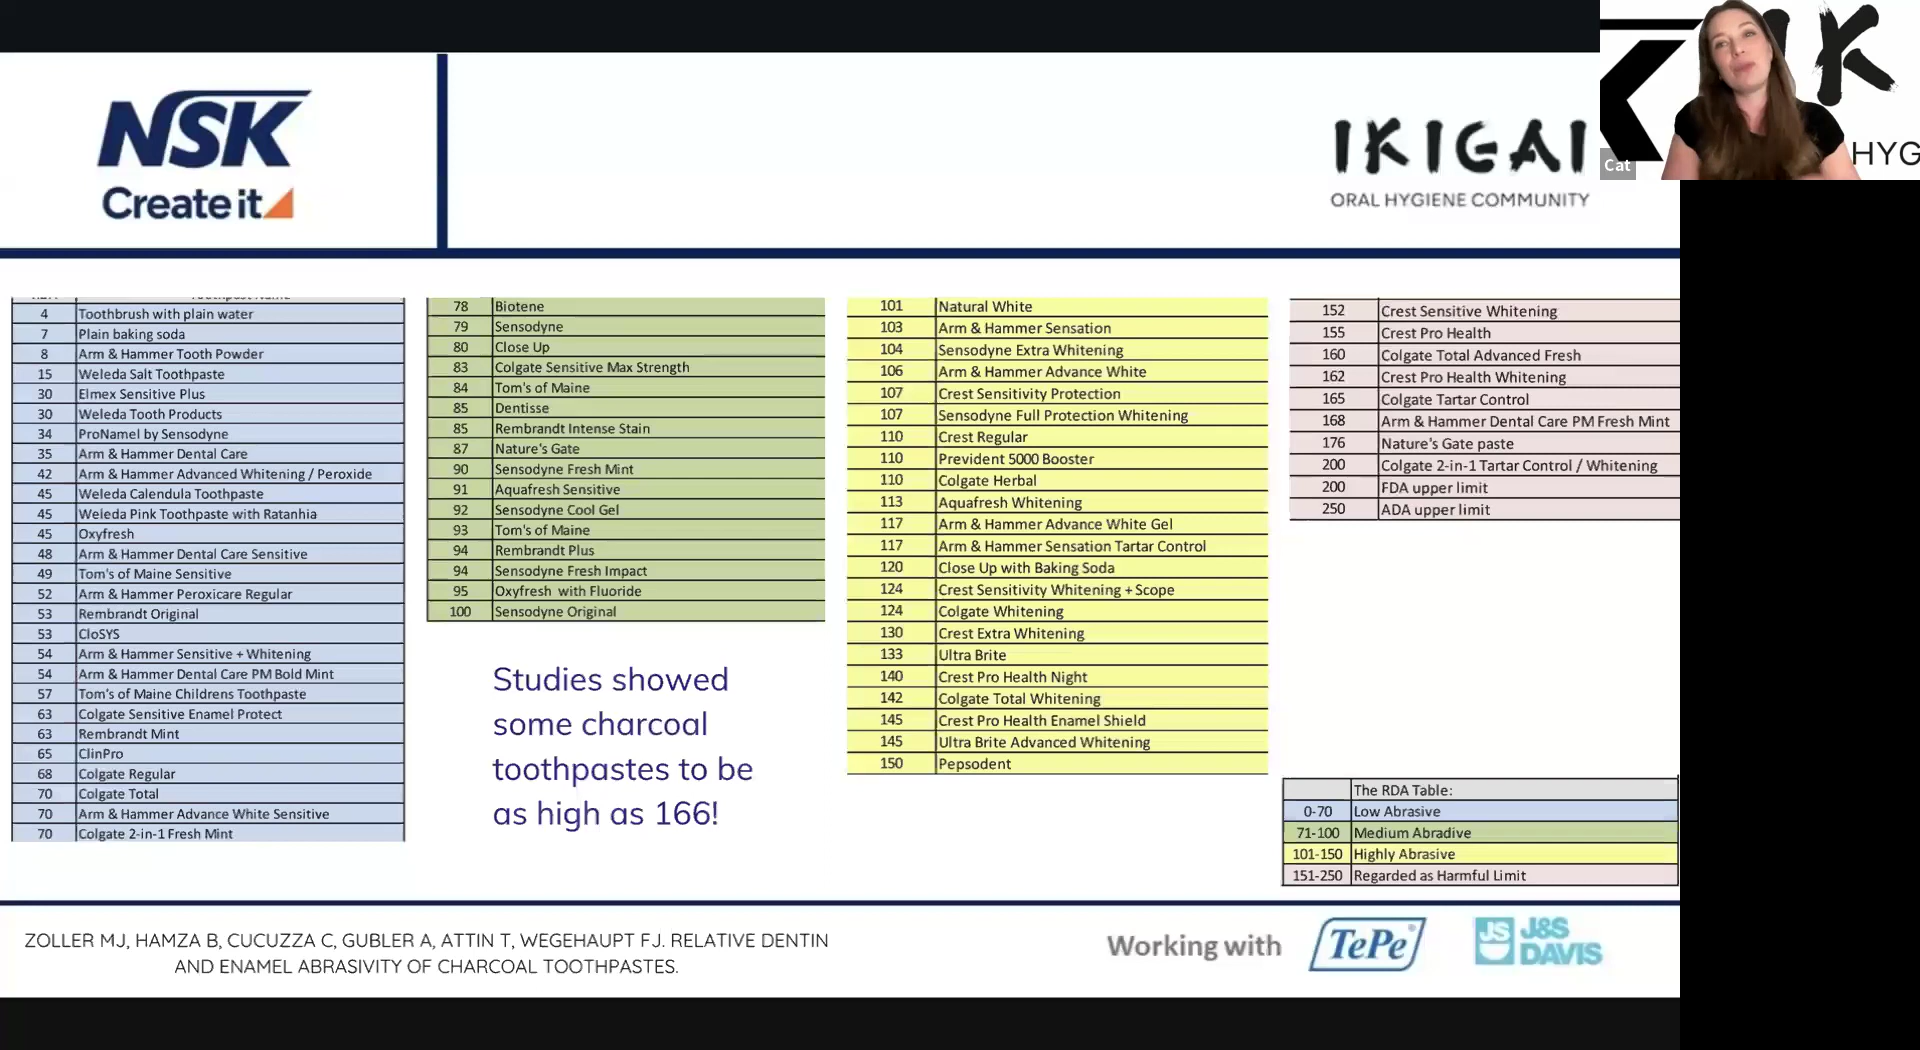 NSK
Create it
IKIGAI
ORAL HYGIENE COMMUNITY
Cat
HYG
4 Toothbrush with plain water
7 Plain baking soda
8 Arm & Hammer Tooth Powder
15 Weleda Salt Toothpaste
30 Elmex Sensitive Plus
30 Weleda Tooth Products
34 ProNamel by Sensodyne
35 Arm & Hammer Dental Care
42 Arm & Hammer Advanced Whitening / Peroxide
45 Weleda Calendula Toothpaste
45 Weleda Pink Toothpaste with Ratanhia
45 Oxyfresh
48 Arm & Hammer Dental Care Sensitive
49 Tom's of Maine Sensitive
52 Arm & Hammer Peroxicare Regular
53 Rembrandt Original
53 CloSYS
54 Arm & Hammer Sensitive + Whitening
54 Arm & Hammer Dental Care PM Bold Mint
57 Tom's of Maine Childrens Toothpaste
63 Colgate Sensitive Enamel Protect
63 Rembrandt Mint
65 ClinPro
68 Colgate Regular
70 Colgate Total
70 Arm & Hammer Advance White Sensitive
70 Colgate 2-in-1 Fresh Mint
78 Biotene
79 Sensodyne
80 Close Up
83 Colgate Sensitive Max Strength
84 Tom's of Maine
85 Dentisse
85 Rembrandt Intense Stain
87 Nature's Gate
90 Sensodyne Fresh Mint
91 Aquafresh Sensitive
92 Sensodyne Cool Gel
93 Tom's of Maine
94 Rembrandt Plus
94 Sensodyne Fresh Impact
95 Oxyfresh with Fluoride
100 Sensodyne Original
Studies showed
some charcoal
toothpastes to be
as high as 166!
101 Natural White
103 Arm & Hammer Sensation
104 Sensodyne Extra Whitening
106 Arm & Hammer Advance White
107 Crest Sensitivity Protection
107 Sensodyne Full Protection Whitening
110 Crest Regular
110 Prevident 5000 Booster
110 Colgate Herbal
113 Aquafresh Whitening
117 Arm & Hammer Advance White Gel
117 Arm & Hammer Sensation Tartar Control
120 Close Up with Baking Soda
124 Crest Sensitivity Whitening + Scope
124 Colgate Whitening
130 Crest Extra Whitening
133 Ultra Brite
140 Crest Pro Health Night
142 Colgate Total Whitening
145 Crest Pro Health Enamel Shield
145 Ultra Brite Advanced Whitening
150 Pepsodent
152 Crest Sensitive Whitening
155 Crest Pro Health
160 Colgate Total Advanced Fresh
162 Crest Pro Health Whitening
165 Colgate Tartar Control
168 Arm & Hammer Dental Care PM Fresh Mint
176 Nature's Gate paste
200 Colgate 2-in-1 Tartar Control / Whitening
200 FDA upper limit
250 ADA upper limit
The RDA Table:
0-70 Low Abrasive
71-100 Medium Abradive
101-150 Highly Abrasive
151-250 Regarded as Harmful Limit
ZOLLER MJ, HAMZA B, CUCUZZA C, GUBLER A, ATTIN T, WEGEHAUPT FJ. RELATIVE DENTIN
AND ENAMEL ABRASIVITY OF CHARCOAL TOOTHPASTES.
Working with
TePe®
JS
J&S
DAVIS